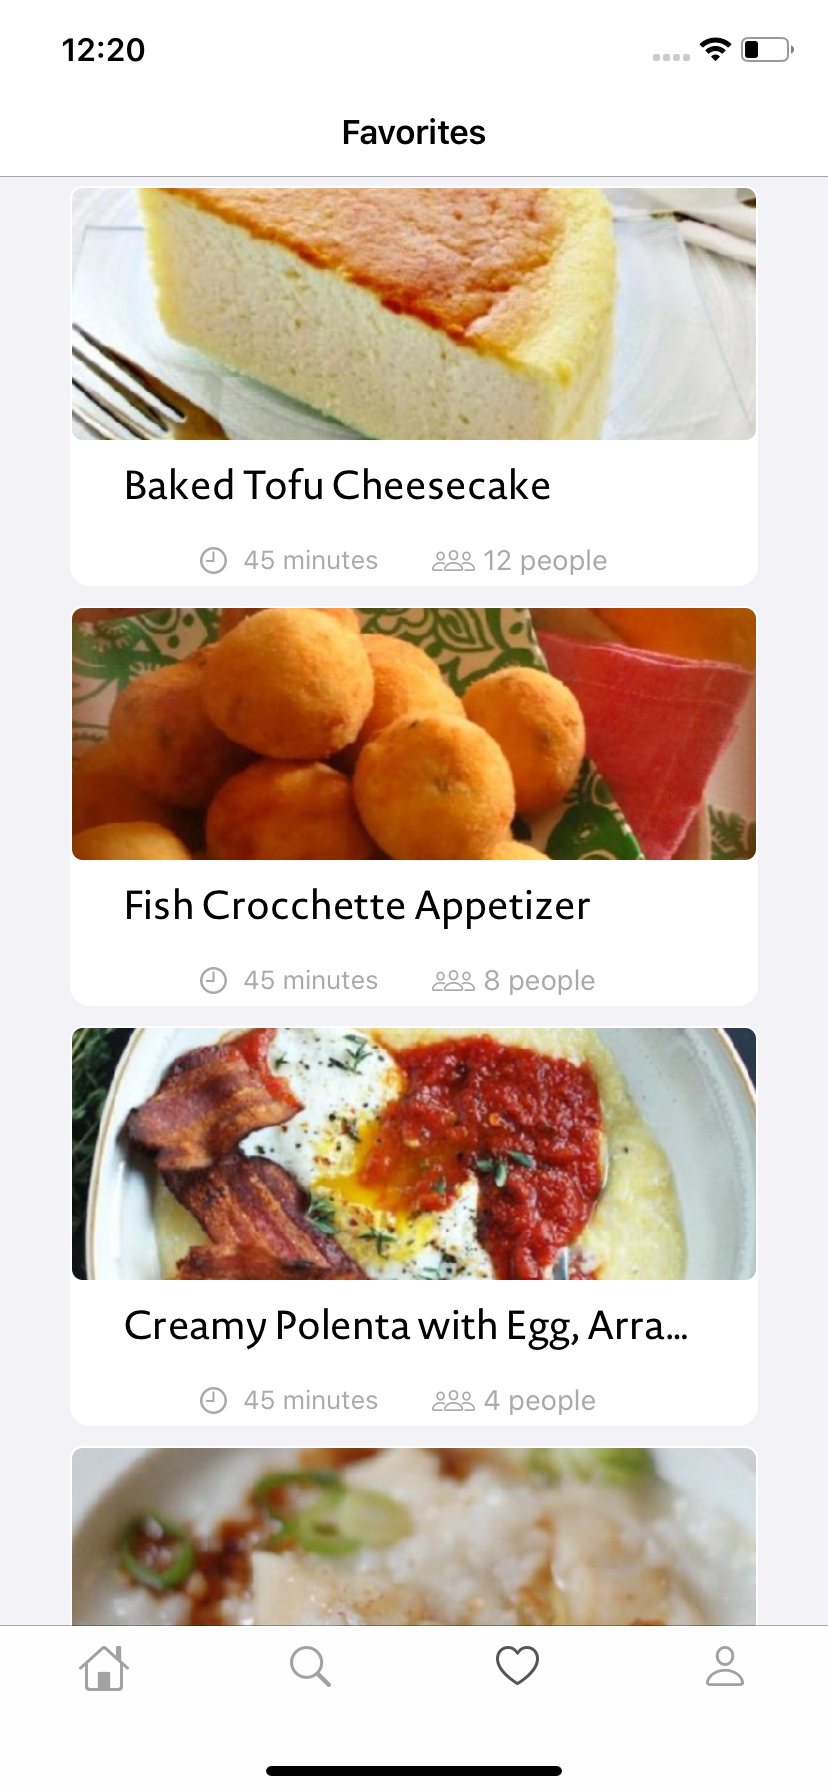 12:20
Favorites
Baked Tofu Cheesecake
45 minutes 12 people
Fish Crocchette Appetizer
45 minutes 8 people
Creamy Polenta with Egg, Arra...
45 minutes 4 people